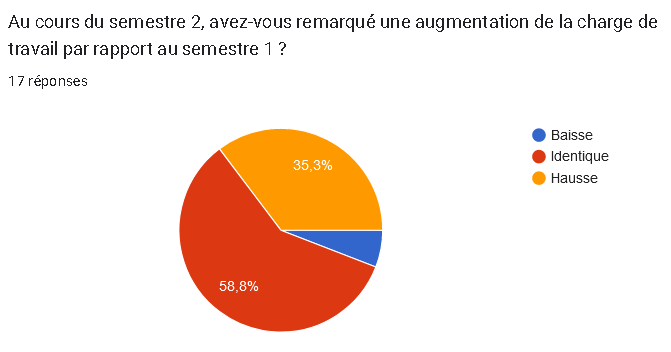 Au cours du semestre 2, avez-vous remarqué une augmentation de la charge de
travail par rapport au semestre 1 ?
17 réponses
Baisse
Identique
Hausse
35,3%
58,8%